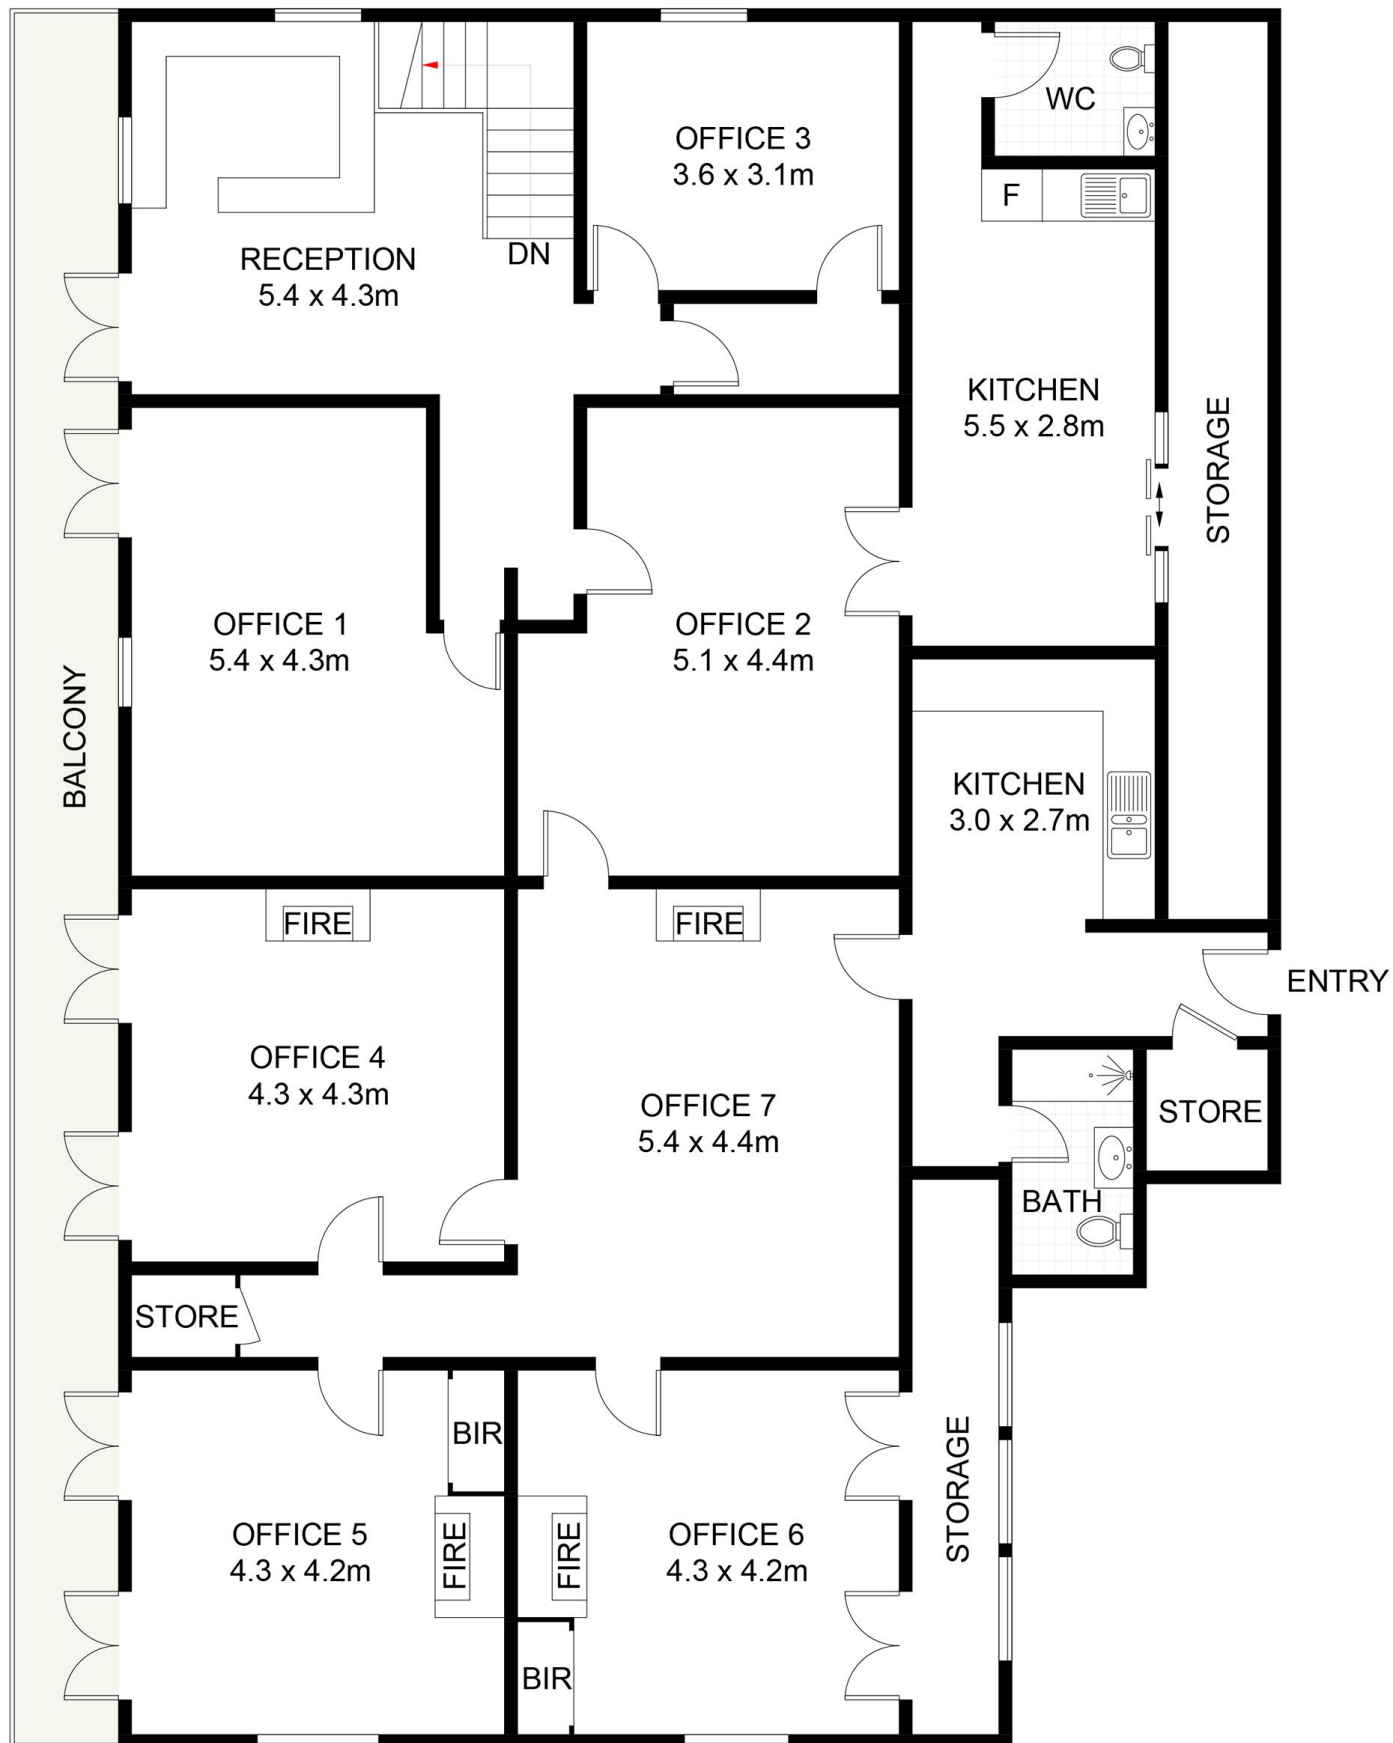 WC
OFFICE 3
3.6 x 3.1m
F
RECEPTION
5.4 x 4.3m
DN
KITCHEN
5.5 x 2.8m
STORAGE
OFFICE 1
5.4 x 4.3m
OFFICE 2
5.1 x 4.4m
BALCONY
KITCHEN
3.0 x 2.7m
FIRE
FIRE
ENTRY
OFFICE 4
4.3 x 4.3m
OFFICE 7
5.4 x 4.4m
STORE
BATH
STORE
BIR
STORAGE
OFFICE 5
4.3 x 4.2m
FIRE
FIRE
OFFICE 6
4.3 x 4.2m
BIR